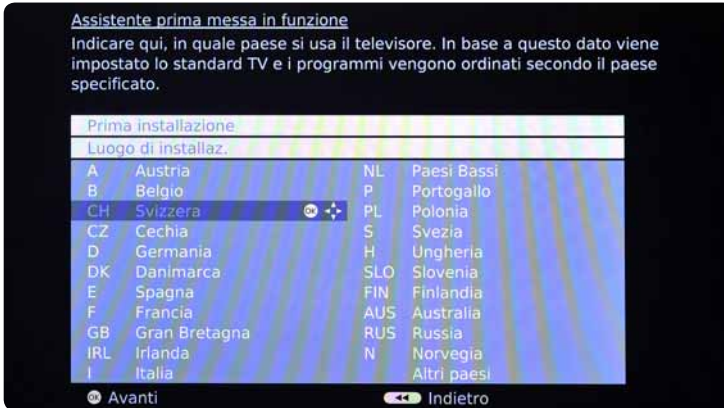 Assistente prima messa in funzione
Indicare qui, in quale paese si usa il televisore. In base a questo dato viene
impostato lo standard TV e i programmi vengono ordinati secondo il paese
specificato.
Prima installazione
Luogo di installaz.
A Austria
B Belgio
CH Svizzera OK
CZ Cechia
D Germania
DK Danimarca
E Spagna
F Francia
GB Gran Bretagna
IRL Irlanda
I Italia
NL Paesi Bassi
P Portogallo
PL Polonia
S Svezia
H Ungheria
SLO Slovenia
FIN Finlandia
AUS Australia
RUS Russia
N Norvegia
Altri paesi
OK Avanti
Indietro